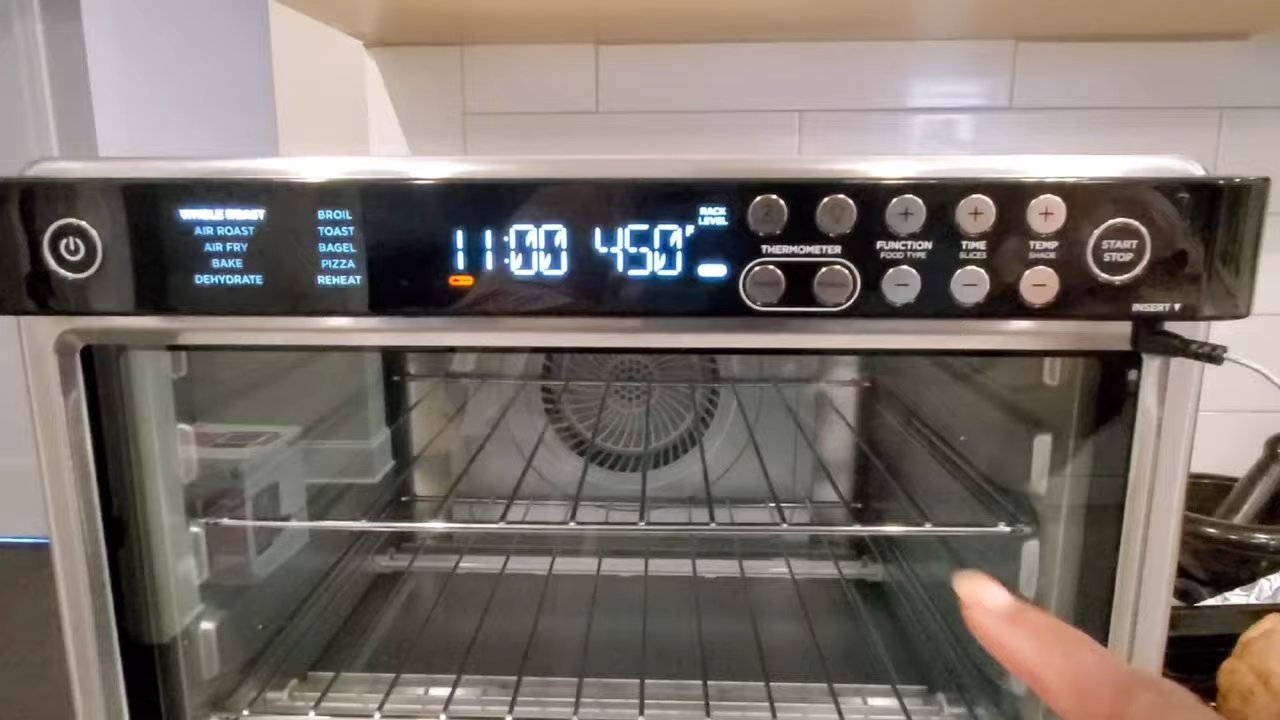 WHOLE ROAST
AIR ROAST
AIR FRY
BAKE
DEHYDRATE
BROIL
TOAST
BAGEL
PIZZA
REHEAT
11:00 450°F
RACK
LEVEL
THERMOMETER
FUNCTION
FOOD TYPE
TIME
SLICES
TEMP
SHADE
START
STOP
INSERT ▼